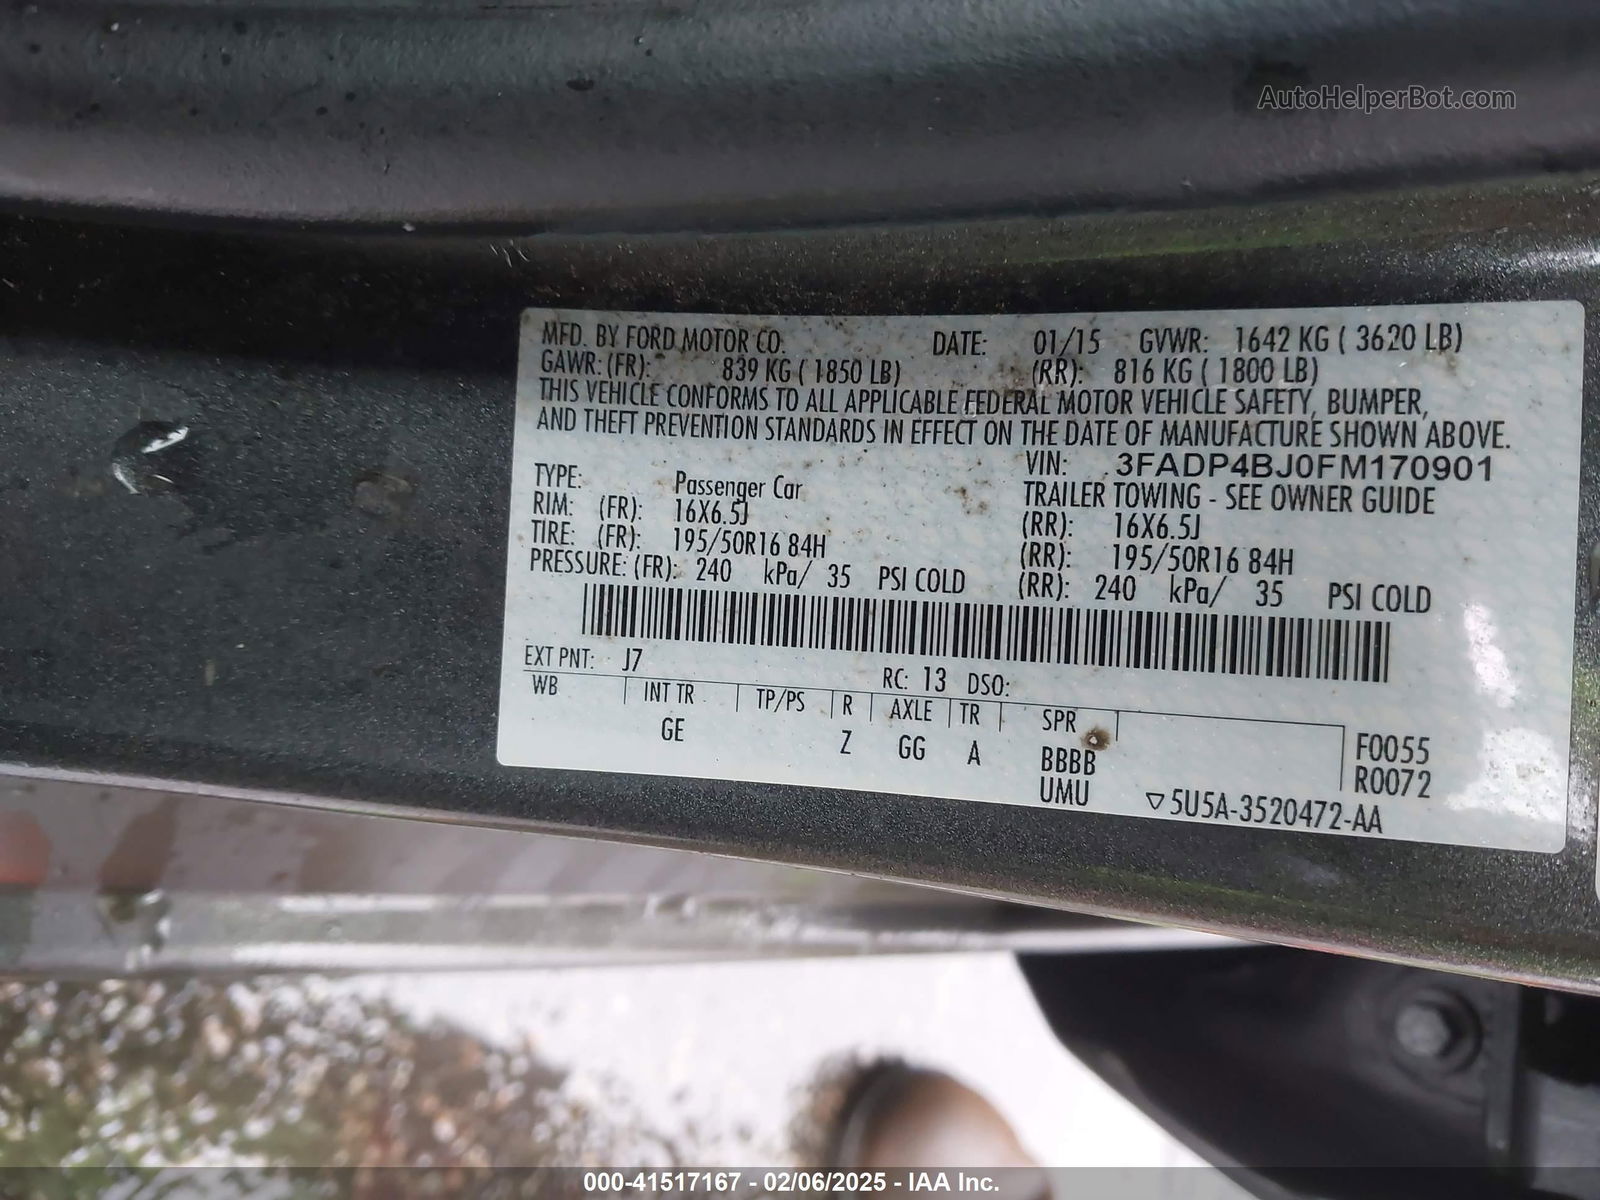 AutoHelperBot.com
MFD. BY FORD MOTOR CO. DATE: 01/15 GVWR: 1642 KG ( 3620 LB)
GAWR: (FR): 839 KG ( 1850 LB) (RR): 816 KG ( 1800 LB)
THIS VEHICLE CONFORMS TO ALL APPLICABLE FEDERAL MOTOR VEHICLE SAFETY, BUMPER,
AND THEFT PREVENTION STANDARDS IN EFFECT ON THE DATE OF MANUFACTURE SHOWN ABOVE.
VIN: 3FADP4BJ0FM170901
TYPE: Passenger Car TRAILER TOWING - SEE OWNER GUIDE
RIM: (FR): 16X6.5J (RR): 16X6.5J
TIRE: (FR): 195/50R16 84H (RR): 195/50R16 84H
PRESSURE: (FR): 240 kPa/ 35 PSI COLD (RR): 240 kPa/ 35 PSI COLD
EXT PNT: J7 RC: 13 DSO:
WB INT TR TP/PS R AXLE TR SPR
GE Z GG A BBBB F0055
UMU R0072
▽5U5A-3520472-AA
000-41517167 - 02/06/2025 - IAA Inc.